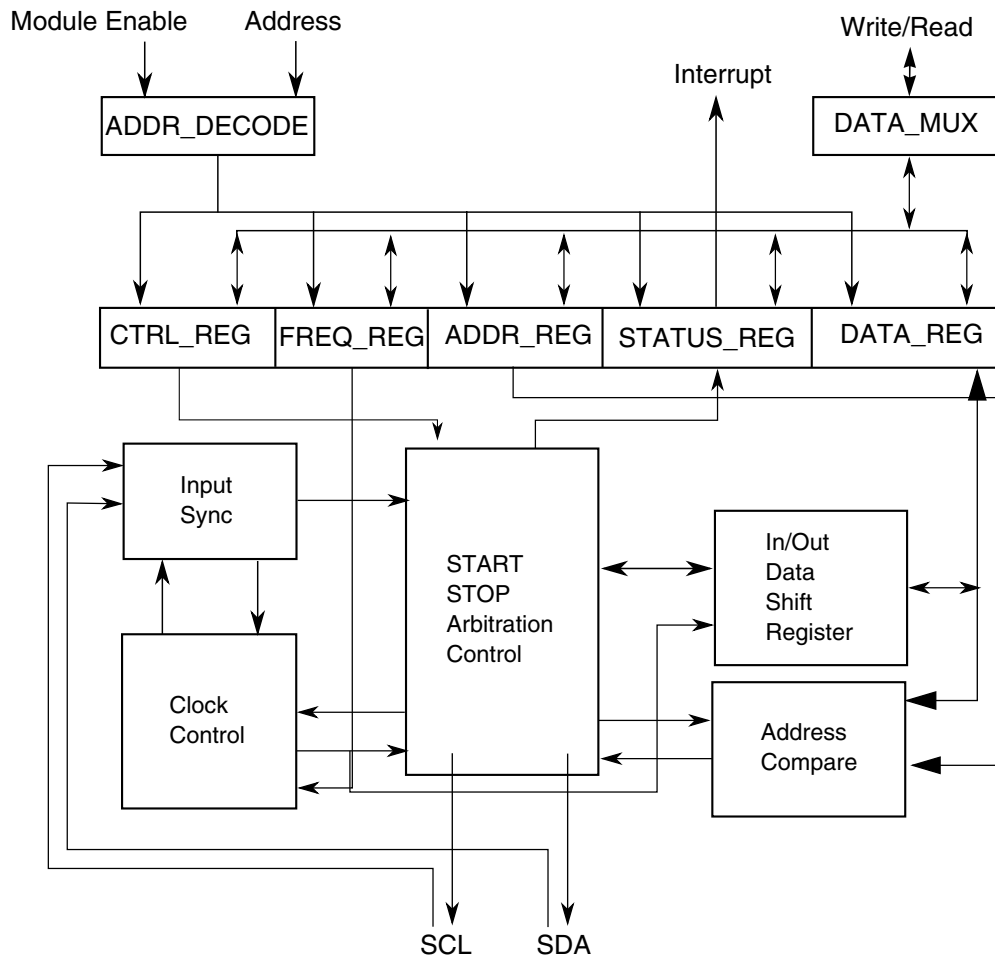 Module Enable
Address
Write/Read
Interrupt
ADDR_DECODE
DATA_MUX
CTRL_REG
FREQ_REG
ADDR_REG
STATUS_REG
DATA_REG
Input
Sync
START
STOP
Arbitration
Control
In/Out
Data
Shift
Register
Clock
Control
Address
Compare
SCL
SDA